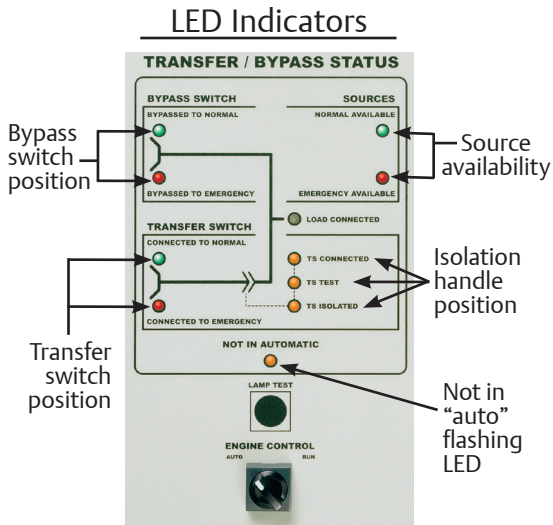 LED Indicators
TRANSFER / BYPASS STATUS
BYPASS SWITCH
SOURCES
BYPASSED TO NORMAL
NORMAL AVAILABLE
Bypass
switch
position
Source
availability
BYPASSED TO EMERGENCY
EMERGENCY AVAILABLE
LOAD CONNECTED
TRANSFER SWITCH
CONNECTED TO NORMAL
TS CONNECTED
TS TEST
TS ISOLATED
Isolation
handle
position
CONNECTED TO EMERGENCY
Transfer
switch
position
NOT IN AUTOMATIC
Not in
“auto”
flashing
LED
LAMP TEST
ENGINE CONTROL
AUTO
RUN